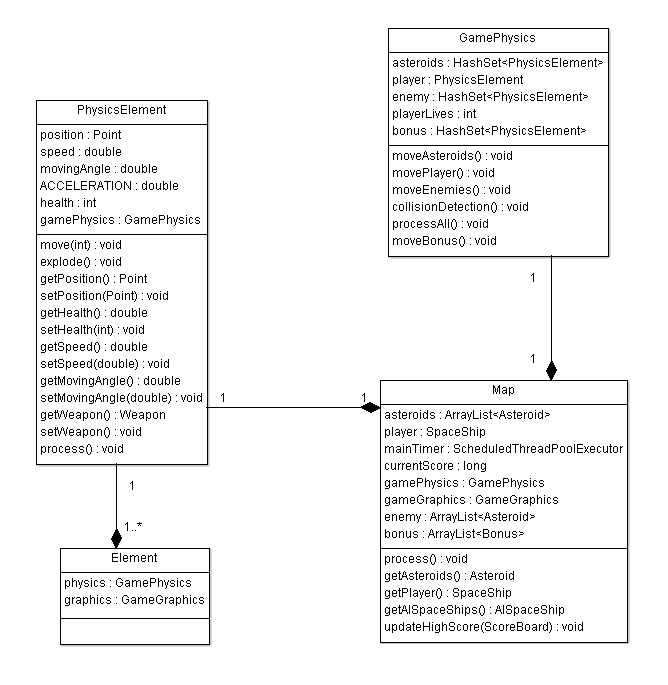 GamePhysics
asteroids : HashSet<PhysicsElement>
player : PhysicsElement
enemy : HashSet<PhysicsElement>
playerLives : int
bonus : HashSet<PhysicsElement>
moveAsteroids() : void
movePlayer() : void
moveEnemies() : void
collisionDetection() : void
processAll() : void
moveBonus() : void
PhysicsElement
position : Point
speed : double
movingAngle : double
ACCELERATION : double
health : int
gamePhysics : GamePhysics
move(int) : void
explode() : void
getPosition() : Point
setPosition(Point) : void
getHealth() : double
setHealth(int) : void
getSpeed() : double
setSpeed(double) : void
getMovingAngle() : double
setMovingAngle(double) : void
getWeapon() : Weapon
setWeapon() : void
process() : void
1
1
1
1
Map
asteroids : ArrayList<Asteroid>
player : SpaceShip
mainTimer : ScheduledThreadPoolExecutor
currentScore : long
gamePhysics : GamePhysics
gameGraphics : GameGraphics
enemy : ArrayList<Asteroid>
bonus : ArrayList<Bonus>
process() : void
getAsteroids() : Asteroid
getPlayer() : SpaceShip
getAISpaceShips() : AISpaceShip
updateHighScore(ScoreBoard) : void
1
1..*
Element
physics : GamePhysics
graphics : GameGraphics